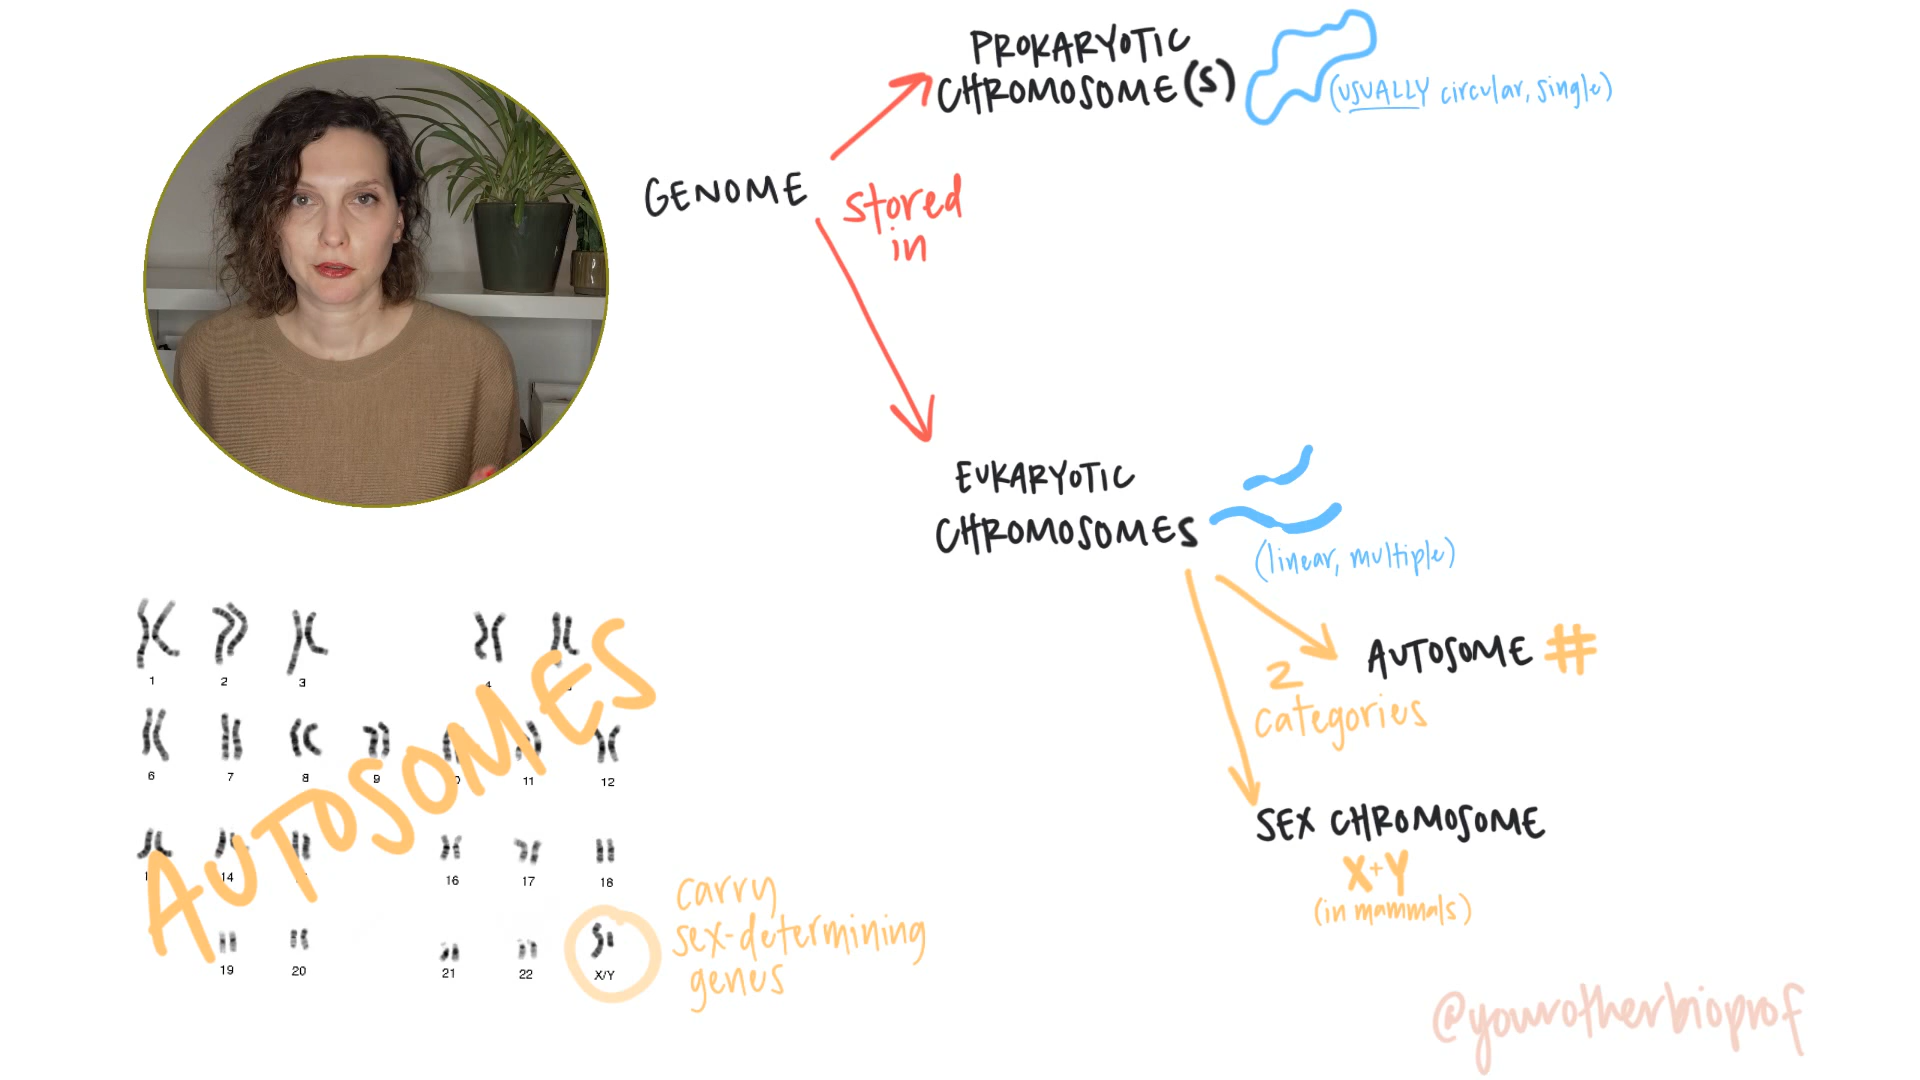 PROKARYOTIC
CHROMOSOME(S)
(USUALLY circular, single)
GENOME
stored
in
EUKARYOTIC
CHROMOSOMES
(linear, multiple)
2
categories
AUTOSOME #
SEX CHROMOSOME
X+Y
(in mammals)
AUTOSOMES
1 2 3 4
6 7 8 9 11 12
14 16 17 18
19 20 21 22 X/Y
carry
sex-determining
genes
@yourotherbioprof